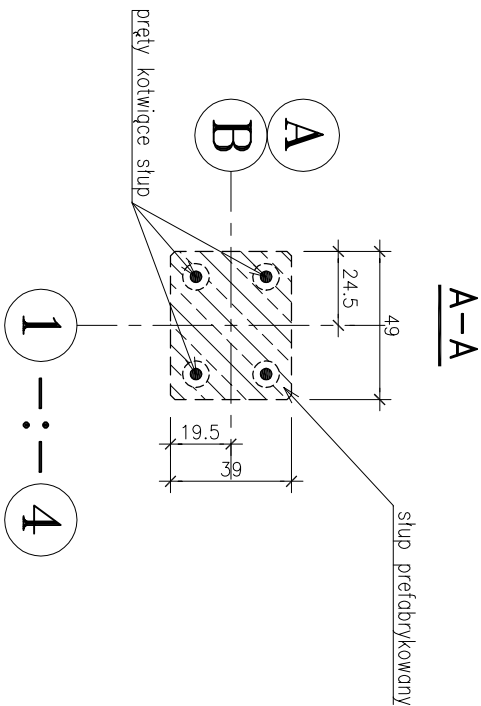 A-A
49
24.5
słup prefabrykowany
A
B
39
19.5
pręty kotwiące słup
1 -:- 4